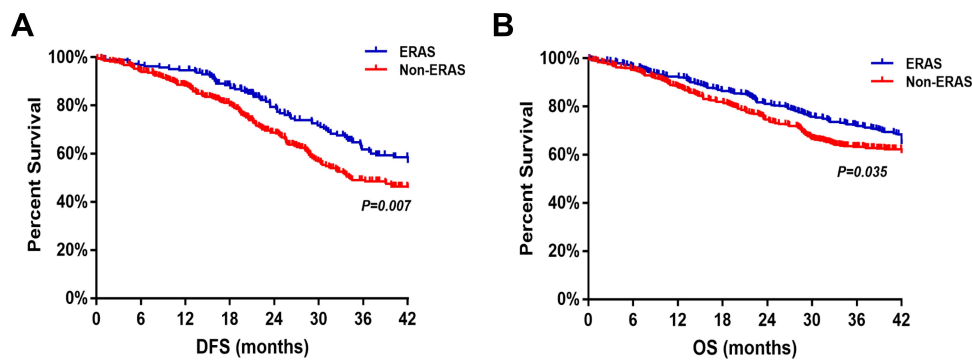 A
ERAS
Non-ERAS
Percent Survival
100%
80%
60%
40%
20%
0%
P=0.007
0 6 12 18 24 30 36 42
DFS (months)
B
ERAS
Non-ERAS
Percent Survival
100%
80%
60%
40%
20%
0%
P=0.035
0 6 12 18 24 30 36 42
OS (months)